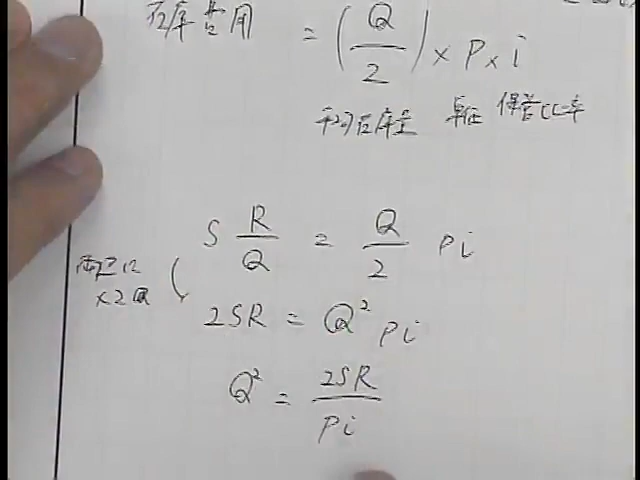 在庫費用 = (Q/2) × P × i
平均在庫量 単価 保管比率
S R/Q = Q/2 Pi
両辺に
×2Q
2SR = Q² Pi
Q² = 2SR/Pi